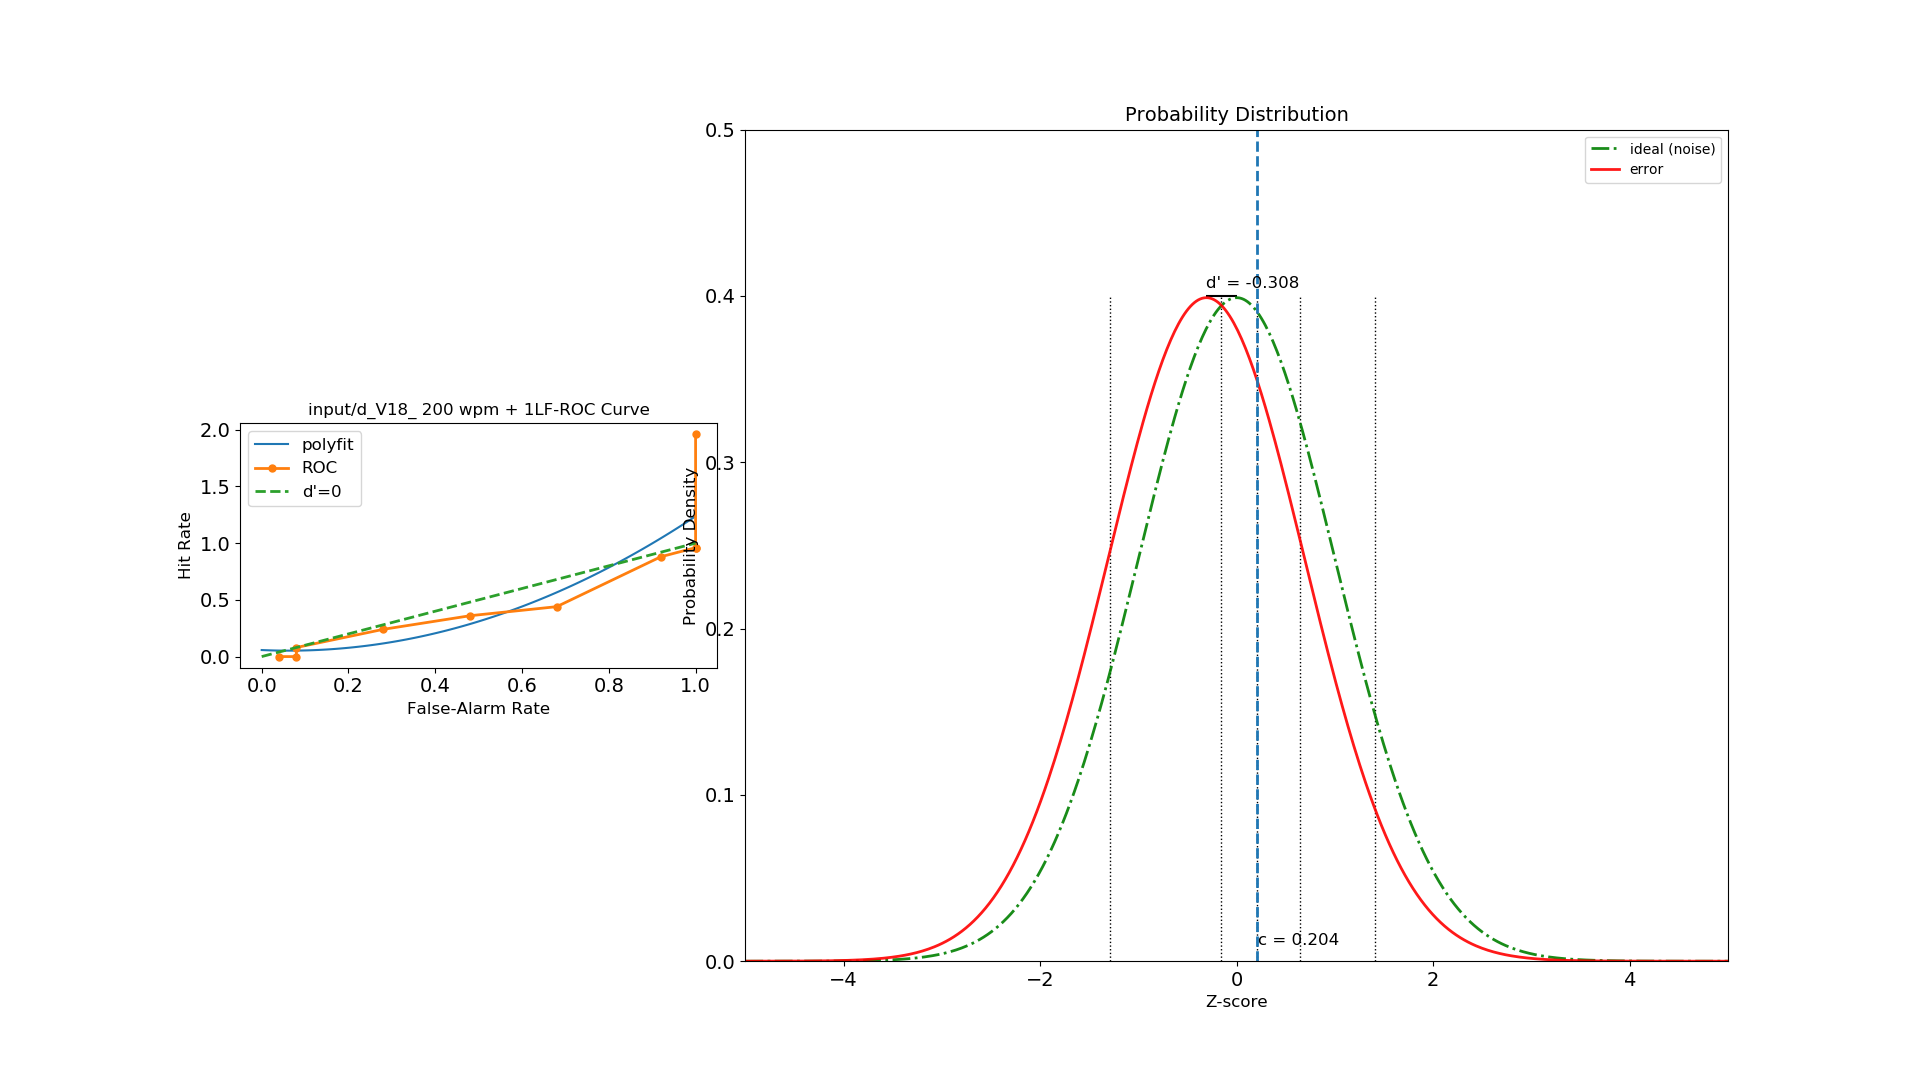 input/d_V18_ 200 wpm + 1LF-ROC Curve
polyfit
ROC
d'=0
Hit Rate
2.0
1.5
1.0
0.5
0.0
0.0 0.2 0.4 0.6 0.8 1.0
False-Alarm Rate
Probability Distribution
ideal (noise)
error
Probability Density
0.5
0.4
0.3
0.2
0.1
0.0
d' = -0.308
c = 0.204
−4 −2 0 2 4
Z-score